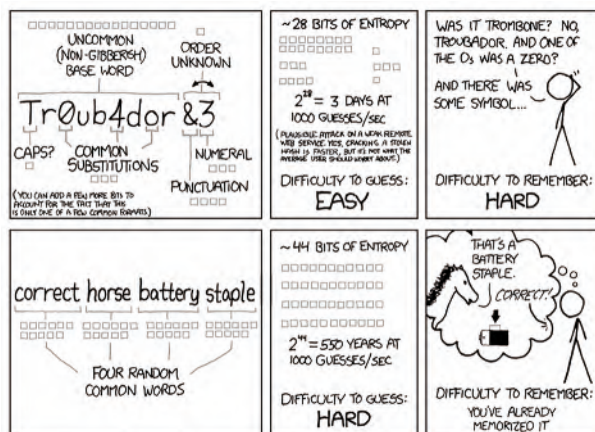 UNCOMMON
(NON-GIBBERISH)
BASE WORD
ORDER
UNKNOWN
Tr0ub4dor &3
CAPS?
COMMON
SUBSTITUTIONS
NUMERAL
PUNCTUATION
(YOU CAN ADD A FEW MORE BITS TO
ACCOUNT FOR THE FACT THAT THIS
IS ONLY ONE OF A FEW COMMON FORMATS.)
~28 BITS OF ENTROPY
2^28 = 3 DAYS AT
1000 GUESSES/SEC
(PLAUSIBLE ATTACK ON A WEAK REMOTE
WEB SERVICE. YES, CRACKING A STOLEN
HASH IS FASTER, BUT IT'S NOT WHAT THE
AVERAGE USER SHOULD WORRY ABOUT.)
DIFFICULTY TO GUESS:
EASY
WAS IT TROMBONE? NO,
TROUBADOR. AND ONE OF
THE Os WAS A ZERO?
AND THERE WAS
SOME SYMBOL...
DIFFICULTY TO REMEMBER:
HARD
correct horse battery staple
FOUR RANDOM
COMMON WORDS
~44 BITS OF ENTROPY
2^44 = 550 YEARS AT
1000 GUESSES/SEC
DIFFICULTY TO GUESS:
HARD
THAT'S A
BATTERY
STAPLE.
CORRECT!
DIFFICULTY TO REMEMBER:
YOU'VE ALREADY
MEMORIZED IT